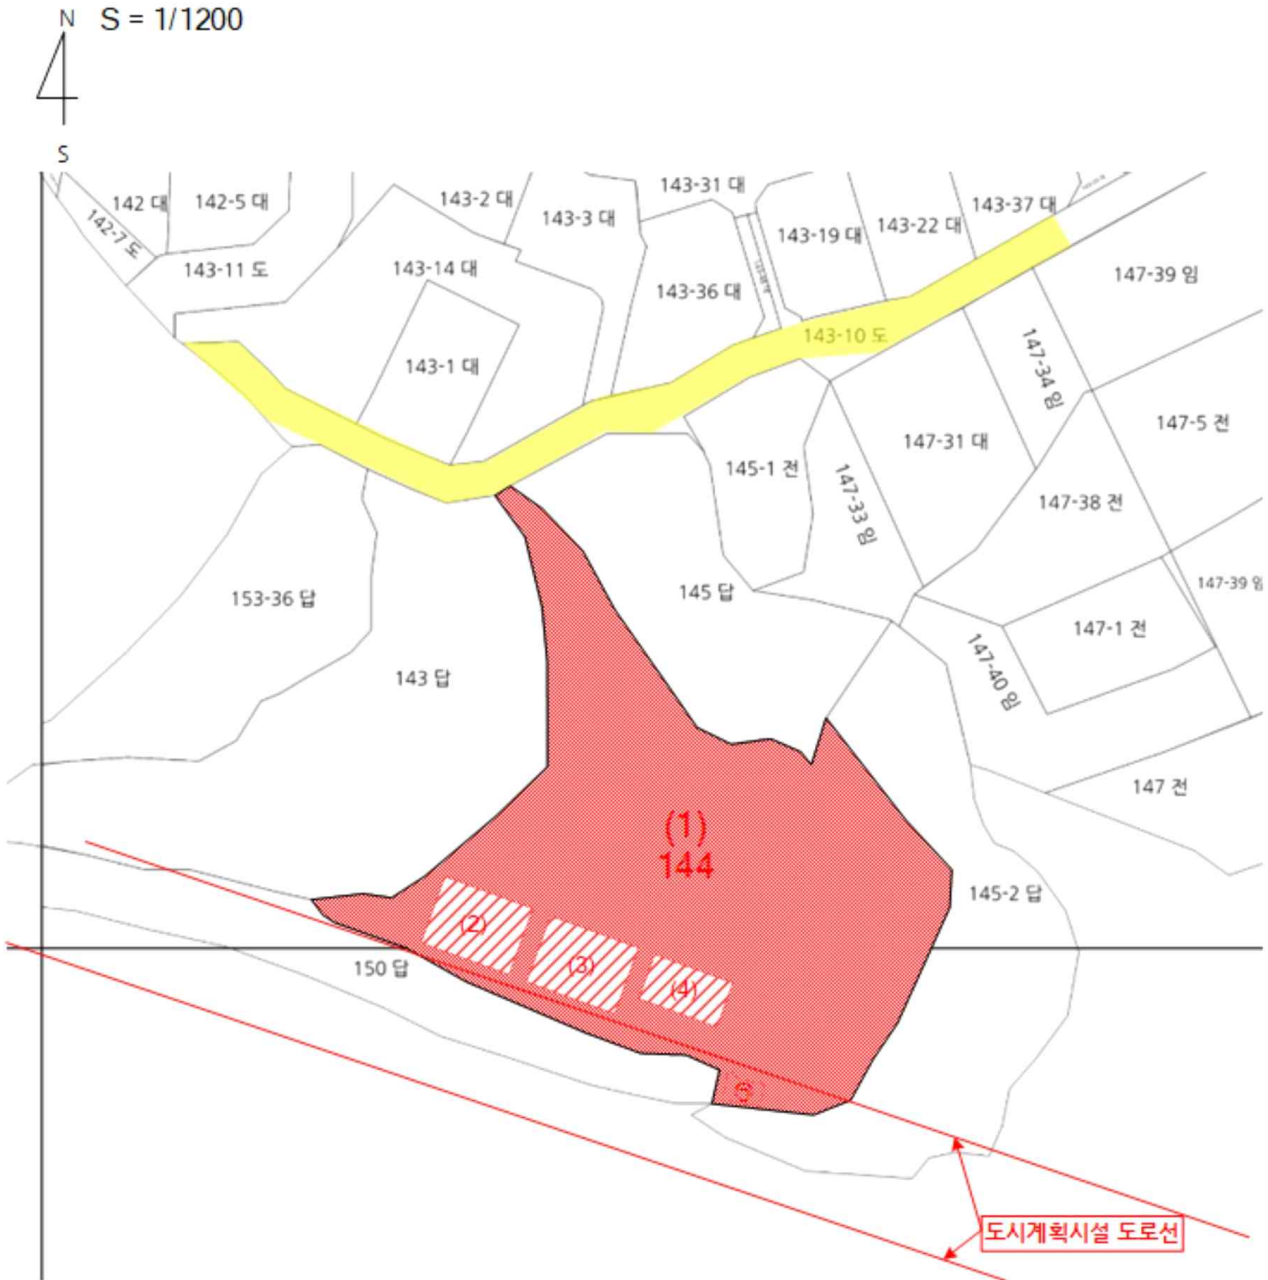 N S = 1/1200
S
142 대
142-5 대
142-7 도
143-11 도
143-2 대
143-3 대
143-31 대
143-19 대
143-22 대
143-37 대
143-14 대
143-36 대
147-39 임
143-10 도
143-1 대
147-34 임
147-5 전
147-31 대
145-1 전
147-33 임
147-38 전
153-36 답
145 답
147-39 임
147-1 전
143 답
147-40 임
147 전
(1)
144
145-2 답
(2)
(3)
(4)
150 답
도시계획시설 도로선